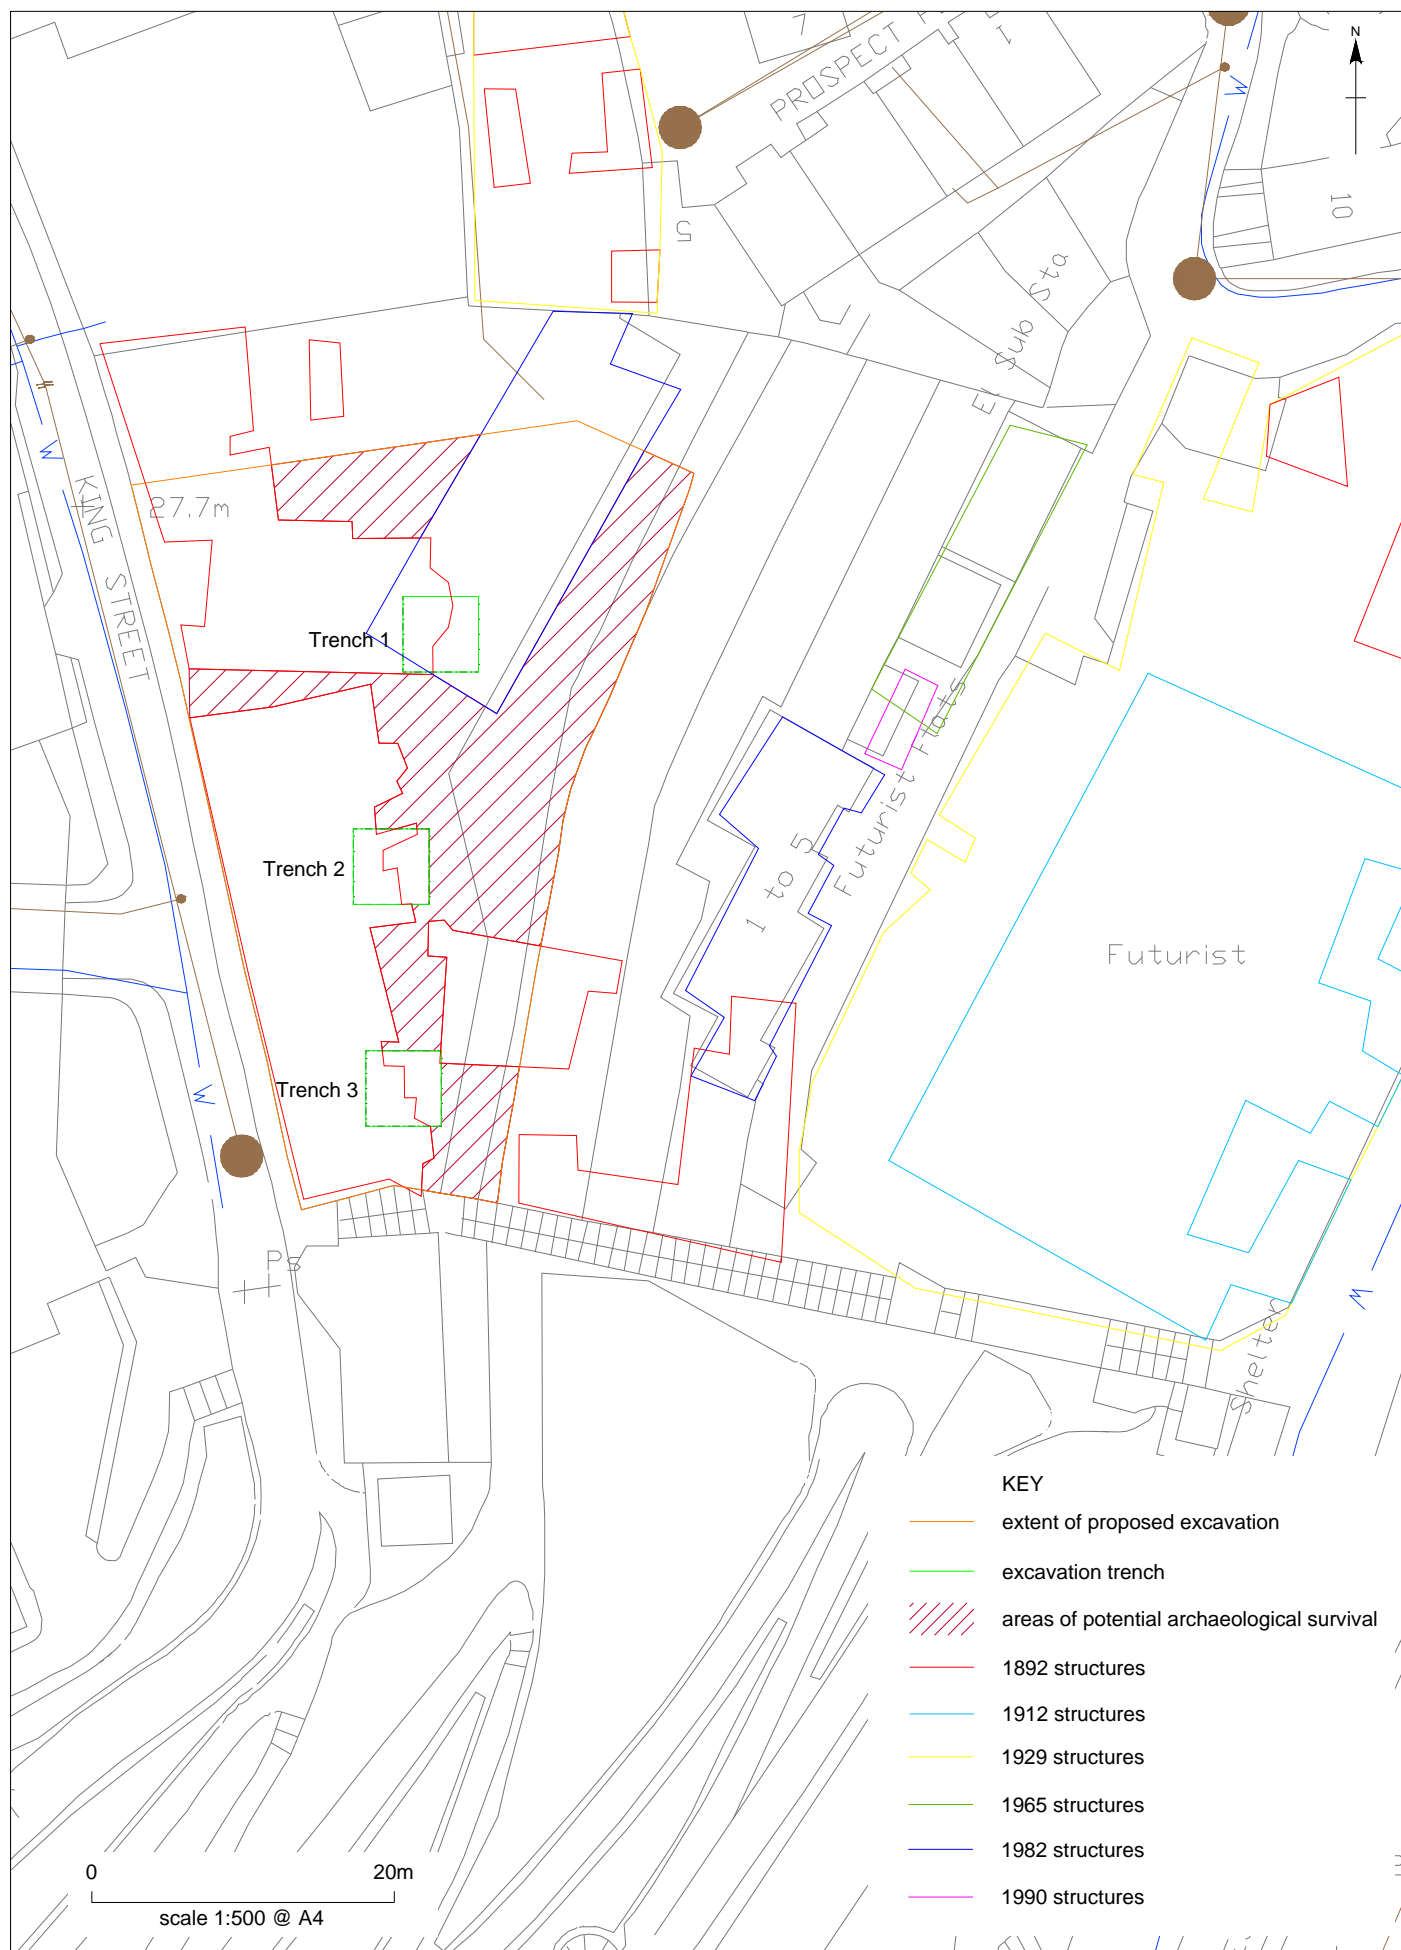 N
PROSPECT
7
1
5
10
W
El Sub Sta
W
27.7m
KING STREET
Trench 1
Futurist Flats
Trench 2
1 to 5
Futurist
Trench 3
W
Ps
W
Shelter
KEY
extent of proposed excavation
excavation trench
areas of potential archaeological survival
1892 structures
1912 structures
1929 structures
1965 structures
1982 structures
1990 structures
0 20m
scale 1:500 @ A4